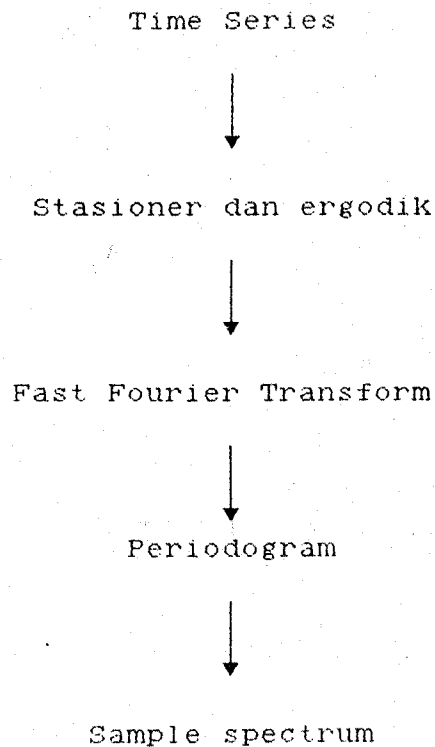 Time Series
Stasioner dan ergodik
Fast Fourier Transform
Periodogram
Sample spectrum